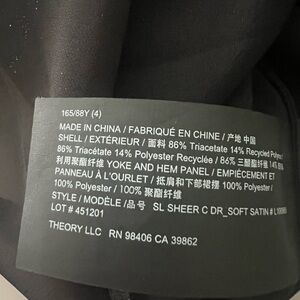 165/88Y (4)
MADE IN CHINA / FABRIQUÉ EN CHINE / 产地 中国
SHELL / EXTÉRIEUR / 面料 86% Triacetate 14% Recycled Polyester
86% Triacetate 14% Polyester Recyclée / 86% 三醋酯纤维 14%
利用聚酯纤维 YOKE AND HEM PANEL / EMPIÈCEMENT ET
PANNEAU À L'OURLET / 抵肩和下部裙摆 100% Polyester /
100% Polyester / 100% 聚酯纤维
STYLE / MODÈLE /品号 SL SHEER C DR_SOFT SATIN #
LOT # 451201
THEORY LLC RN 98406 CA 39862